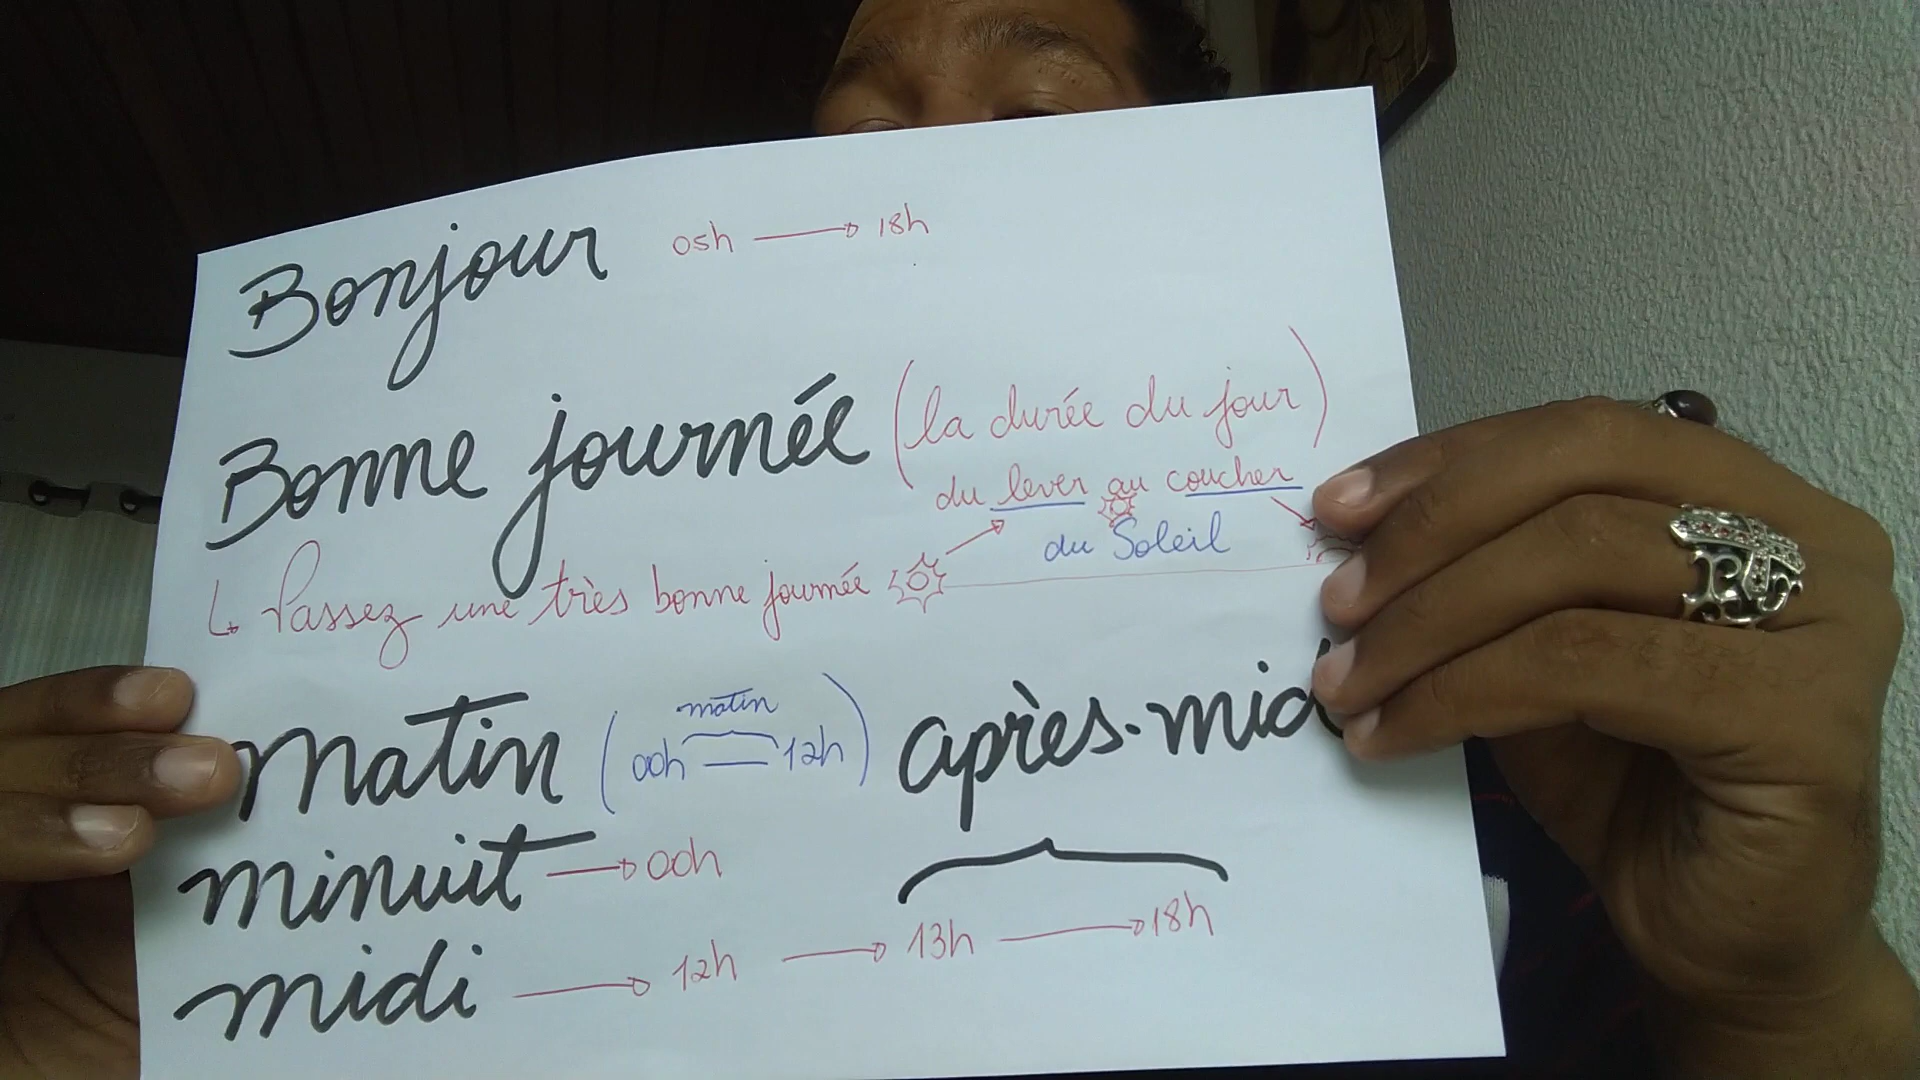 Bonjour 05h → 18h
Bonne journée (la durée du jour)
du lever au coucher
du Soleil
↳ Passez une très bonne journée
matin
Matin (00h — 12h) après-mid
minuit → 00h
midi → 12h → 13h → 18h